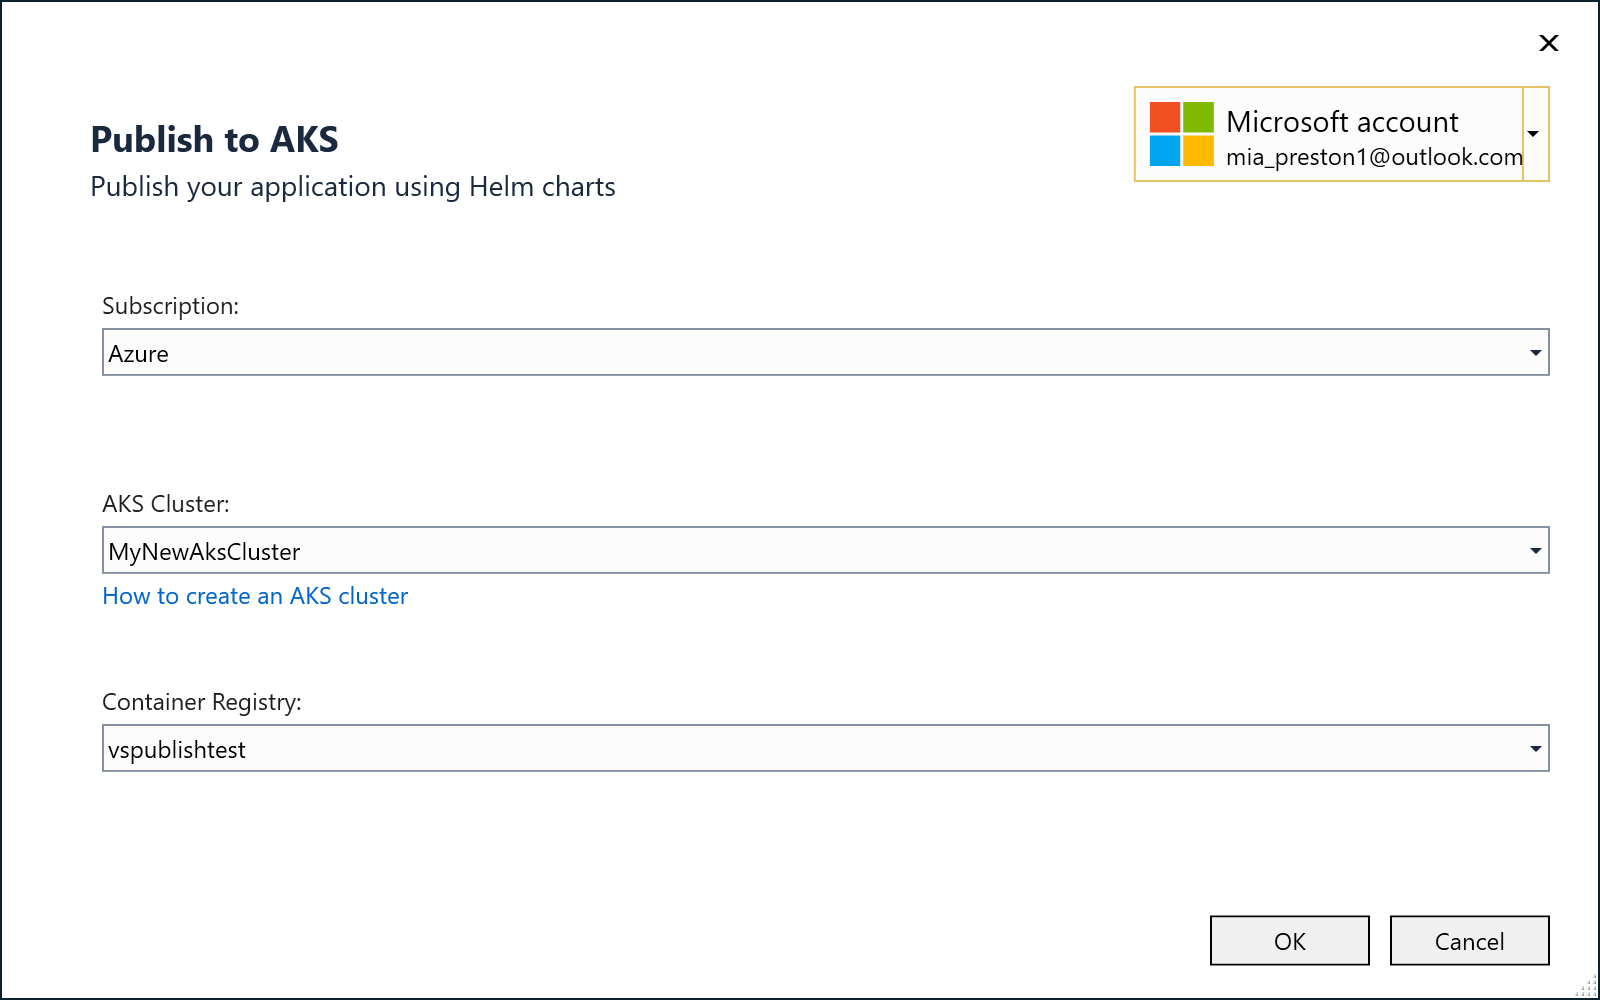 Publish to AKS
Publish your application using Helm charts
Microsoft account
mia_preston1@outlook.com
Subscription:
Azure
AKS Cluster:
MyNewAksCluster
How to create an AKS cluster
Container Registry:
vspublishtest
OK
Cancel